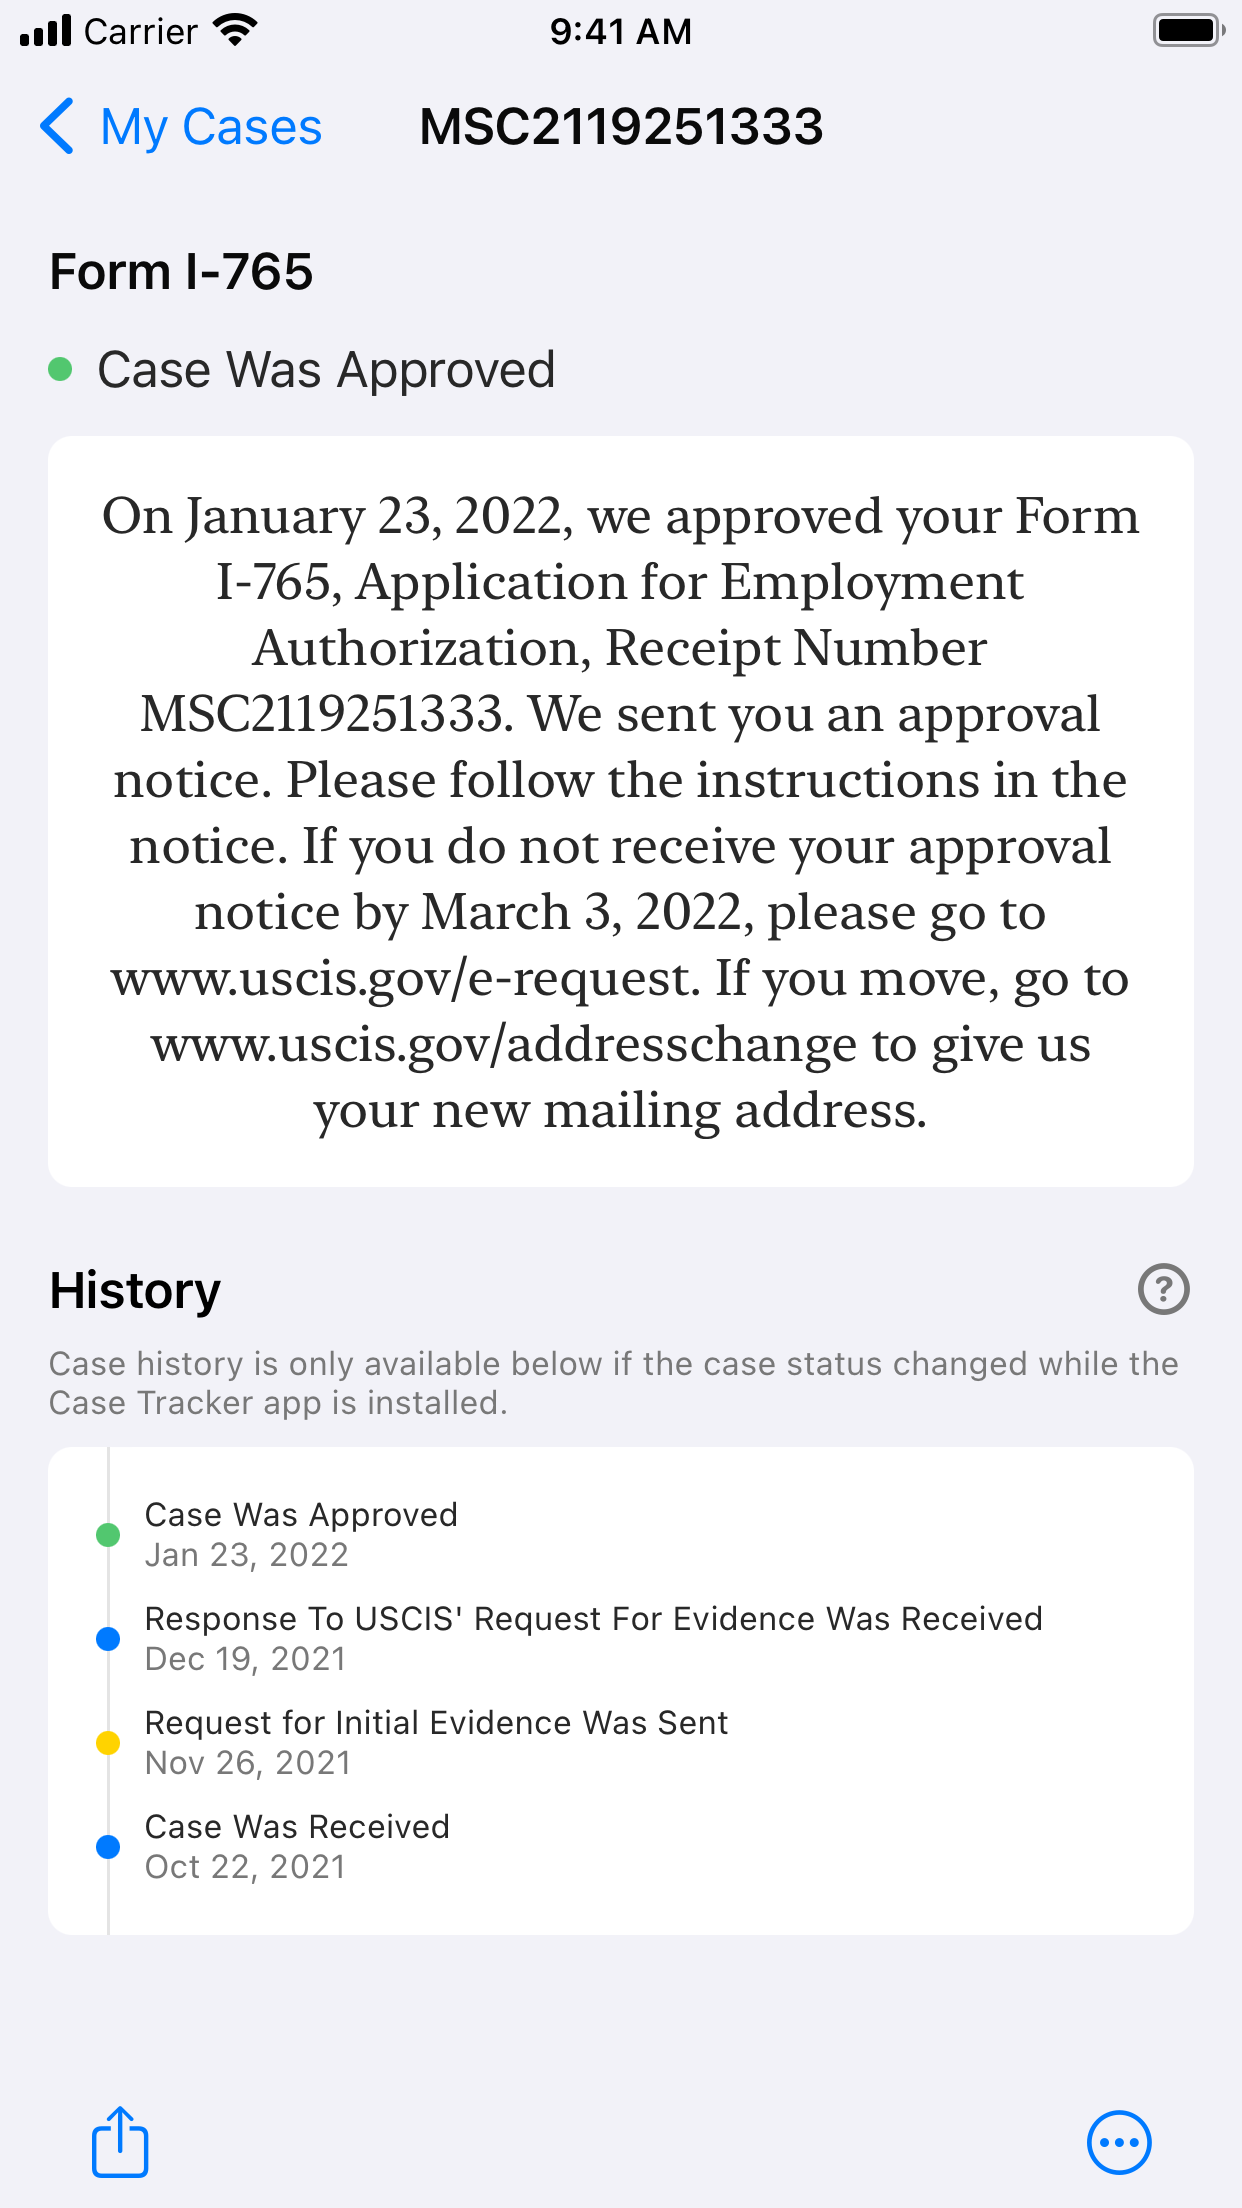 Carrier
9:41 AM
My Cases
MSC2119251333
Form I-765
Case Was Approved
On January 23, 2022, we approved your Form
I-765, Application for Employment
Authorization, Receipt Number
MSC2119251333. We sent you an approval
notice. Please follow the instructions in the
notice. If you do not receive your approval
notice by March 3, 2022, please go to
www.uscis.gov/e-request. If you move, go to
www.uscis.gov/addresschange to give us
your new mailing address.
History
?
Case history is only available below if the case status changed while the
Case Tracker app is installed.
Case Was Approved
Jan 23, 2022
Response To USCIS' Request For Evidence Was Received
Dec 19, 2021
Request for Initial Evidence Was Sent
Nov 26, 2021
Case Was Received
Oct 22, 2021